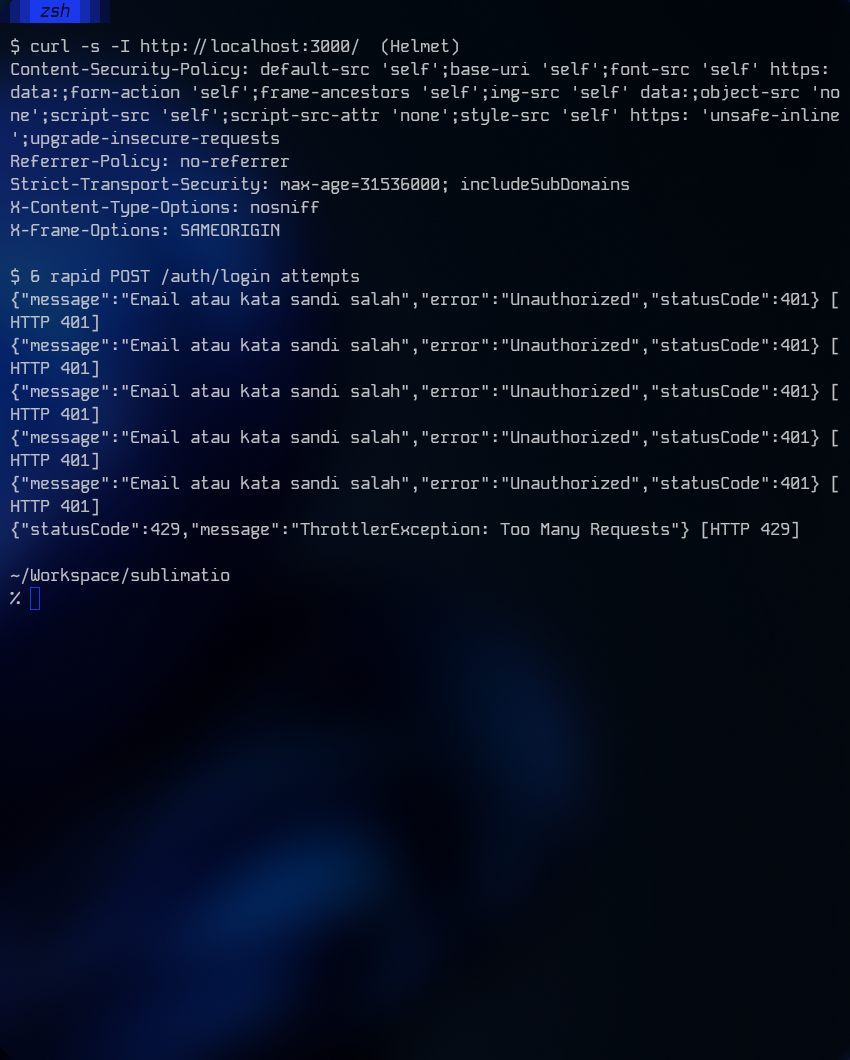 zsh
$ curl -s -I http://localhost:3000/  (Helmet)
Content-Security-Policy: default-src 'self';base-uri 'self';font-src 'self' https:
data:;form-action 'self';frame-ancestors 'self';img-src 'self' data:;object-src 'no
ne';script-src 'self';script-src-attr 'none';style-src 'self' https: 'unsafe-inline
';upgrade-insecure-requests
Referrer-Policy: no-referrer
Strict-Transport-Security: max-age=31536000; includeSubDomains
X-Content-Type-Options: nosniff
X-Frame-Options: SAMEORIGIN
$ 6 rapid POST /auth/login attempts
{"message":"Email atau kata sandi salah","error":"Unauthorized","statusCode":401} [
HTTP 401]
{"message":"Email atau kata sandi salah","error":"Unauthorized","statusCode":401} [
HTTP 401]
{"message":"Email atau kata sandi salah","error":"Unauthorized","statusCode":401} [
HTTP 401]
{"message":"Email atau kata sandi salah","error":"Unauthorized","statusCode":401} [
HTTP 401]
{"message":"Email atau kata sandi salah","error":"Unauthorized","statusCode":401} [
HTTP 401]
{"statusCode":429,"message":"ThrottlerException: Too Many Requests"} [HTTP 429]
~/Workspace/sublimatio
%